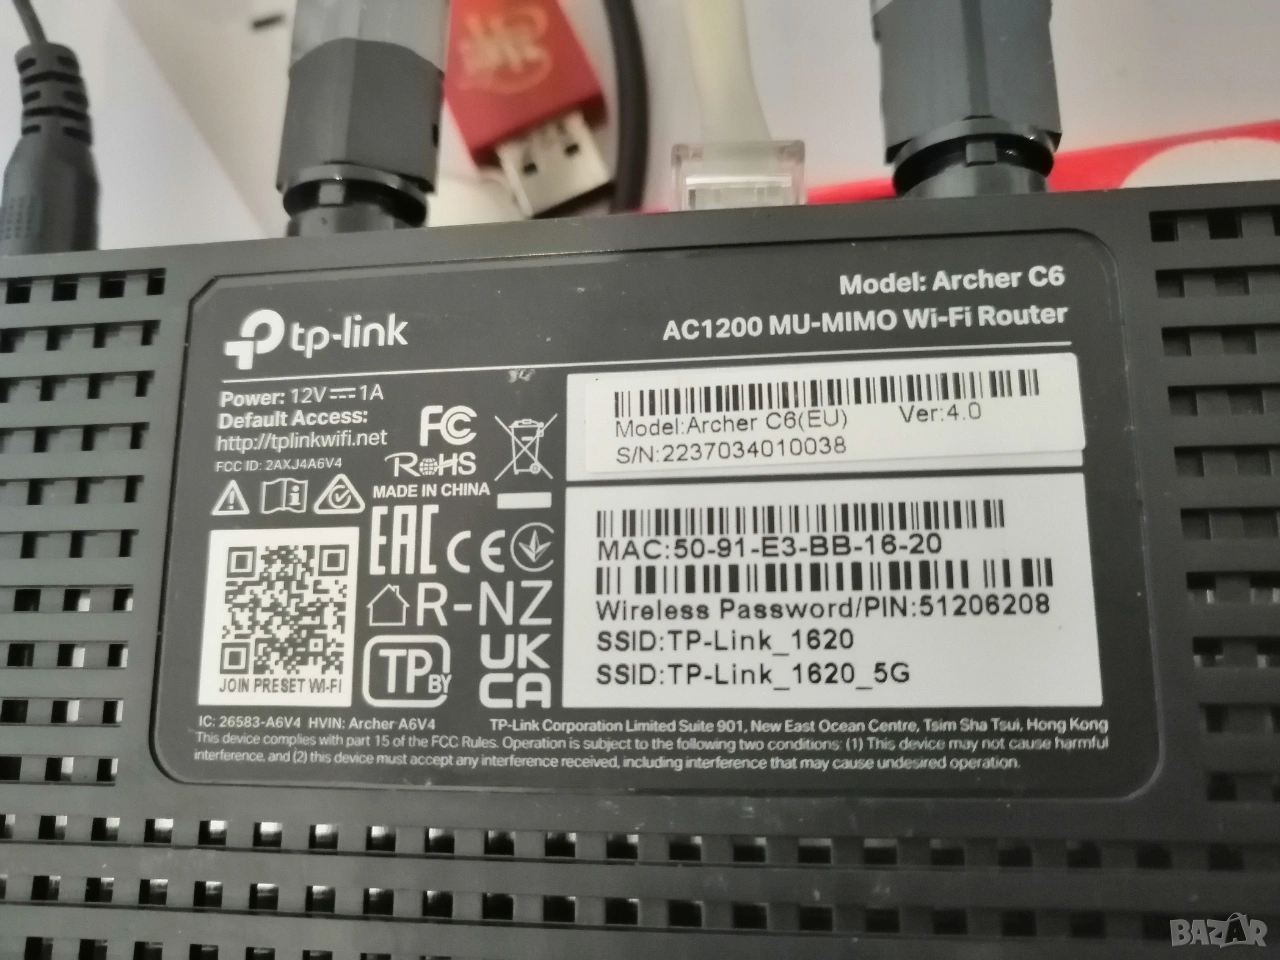 tp-link
Model: Archer C6
AC1200 MU-MIMO Wi-Fi Router
Power: 12V⎓1A
Default Access:
http://tplinkwifi.net
FCC ID: 2AXJ4A6V4
FC
RoHS
MADE IN CHINA
EAC CE
R-NZ
JOIN PRESET WI-FI
TP BY
UK
CA
Model:Archer C6(EU) Ver:4.0
S/N:2237034010038
MAC:50-91-E3-BB-16-20
Wireless Password/PIN:51206208
SSID:TP-Link_1620
SSID:TP-Link_1620_5G
IC: 26583-A6V4 HVIN: Archer A6V4
TP-Link Corporation Limited Suite 901, New East Ocean Centre, Tsim Sha Tsui, Hong Kong
This device complies with part 15 of the FCC Rules. Operation is subject to the following two conditions: (1) This device may not cause harmful
interference, and (2) this device must accept any interference received, including interference that may cause undesired operation.
BAZAR